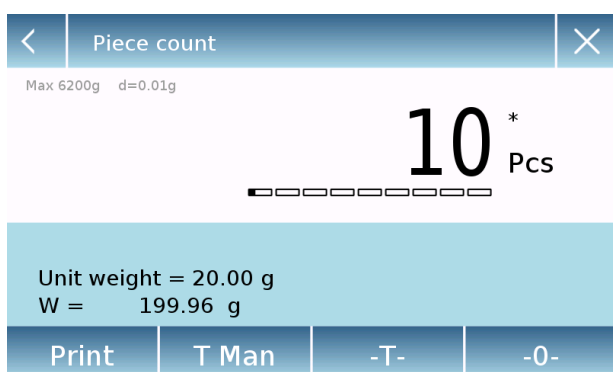 Piece count
Max 6200g d=0.01g
10 *
Pcs
Unit weight = 20.00 g
W = 199.96 g
Print T Man -T- -0-